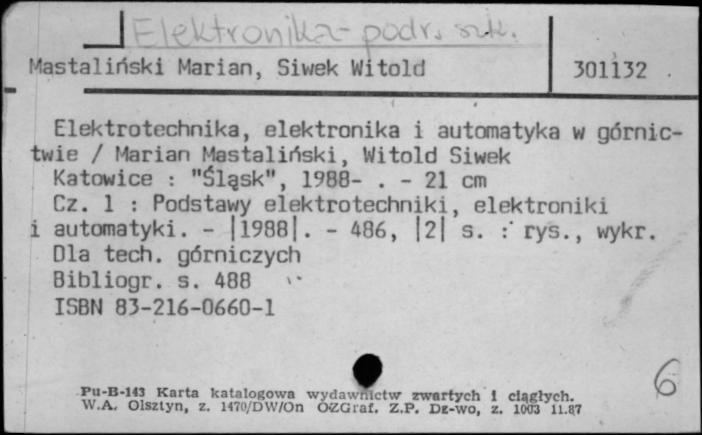 Elektronika - podr. szk.
Mastaliński Marian, Siwek Witold
301132
Elektrotechnika, elektronika i automatyka w górnic-
twie / Marian Mastaliński, Witold Siwek
Katowice : "Śląsk", 1988- . - 21 cm
Cz. 1 : Podstawy elektrotechniki, elektroniki
i automatyki. - |1988|. - 486, |2| s. : rys., wykr.
Dla tech. górniczych
Bibliogr. s. 488
ISBN 83-216-0660-1
6
Pu-B-143 Karta katalogowa wydawnictw zwartych i ciągłych.
W.A. Olsztyn, z. 1470/DW/On OZGraf. Z.P. Dz-wo, z. 1003 11.87